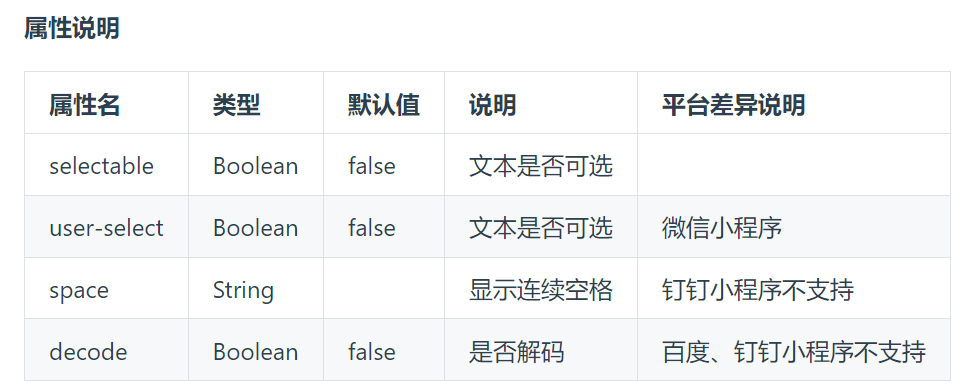 属性说明
属性名 类型 默认值 说明 平台差异说明
selectable Boolean false 文本是否可选
user-select Boolean false 文本是否可选 微信小程序
space String 显示连续空格 钉钉小程序不支持
decode Boolean false 是否解码 百度、钉钉小程序不支持